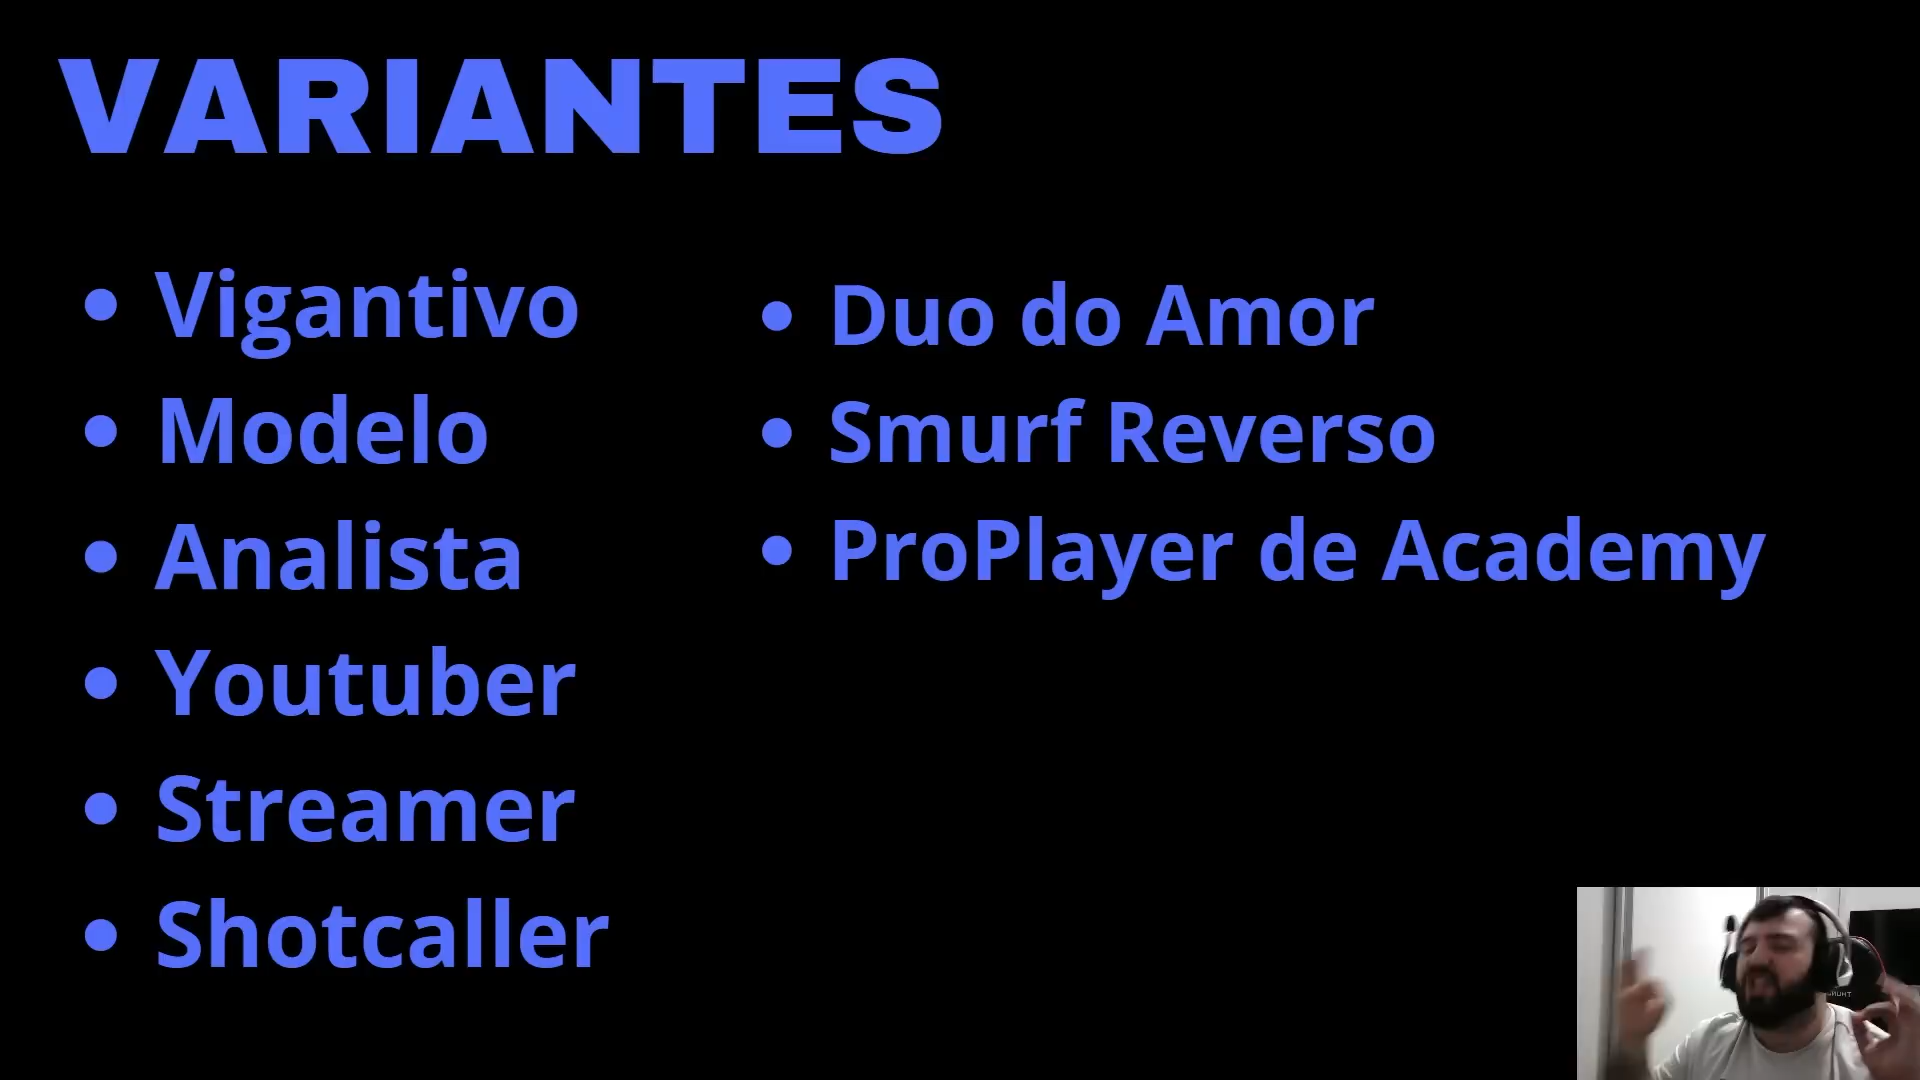 VARIANTES
Vigantivo
Modelo
Analista
Youtuber
Streamer
Shotcaller
Duo do Amor
Smurf Reverso
ProPlayer de Academy